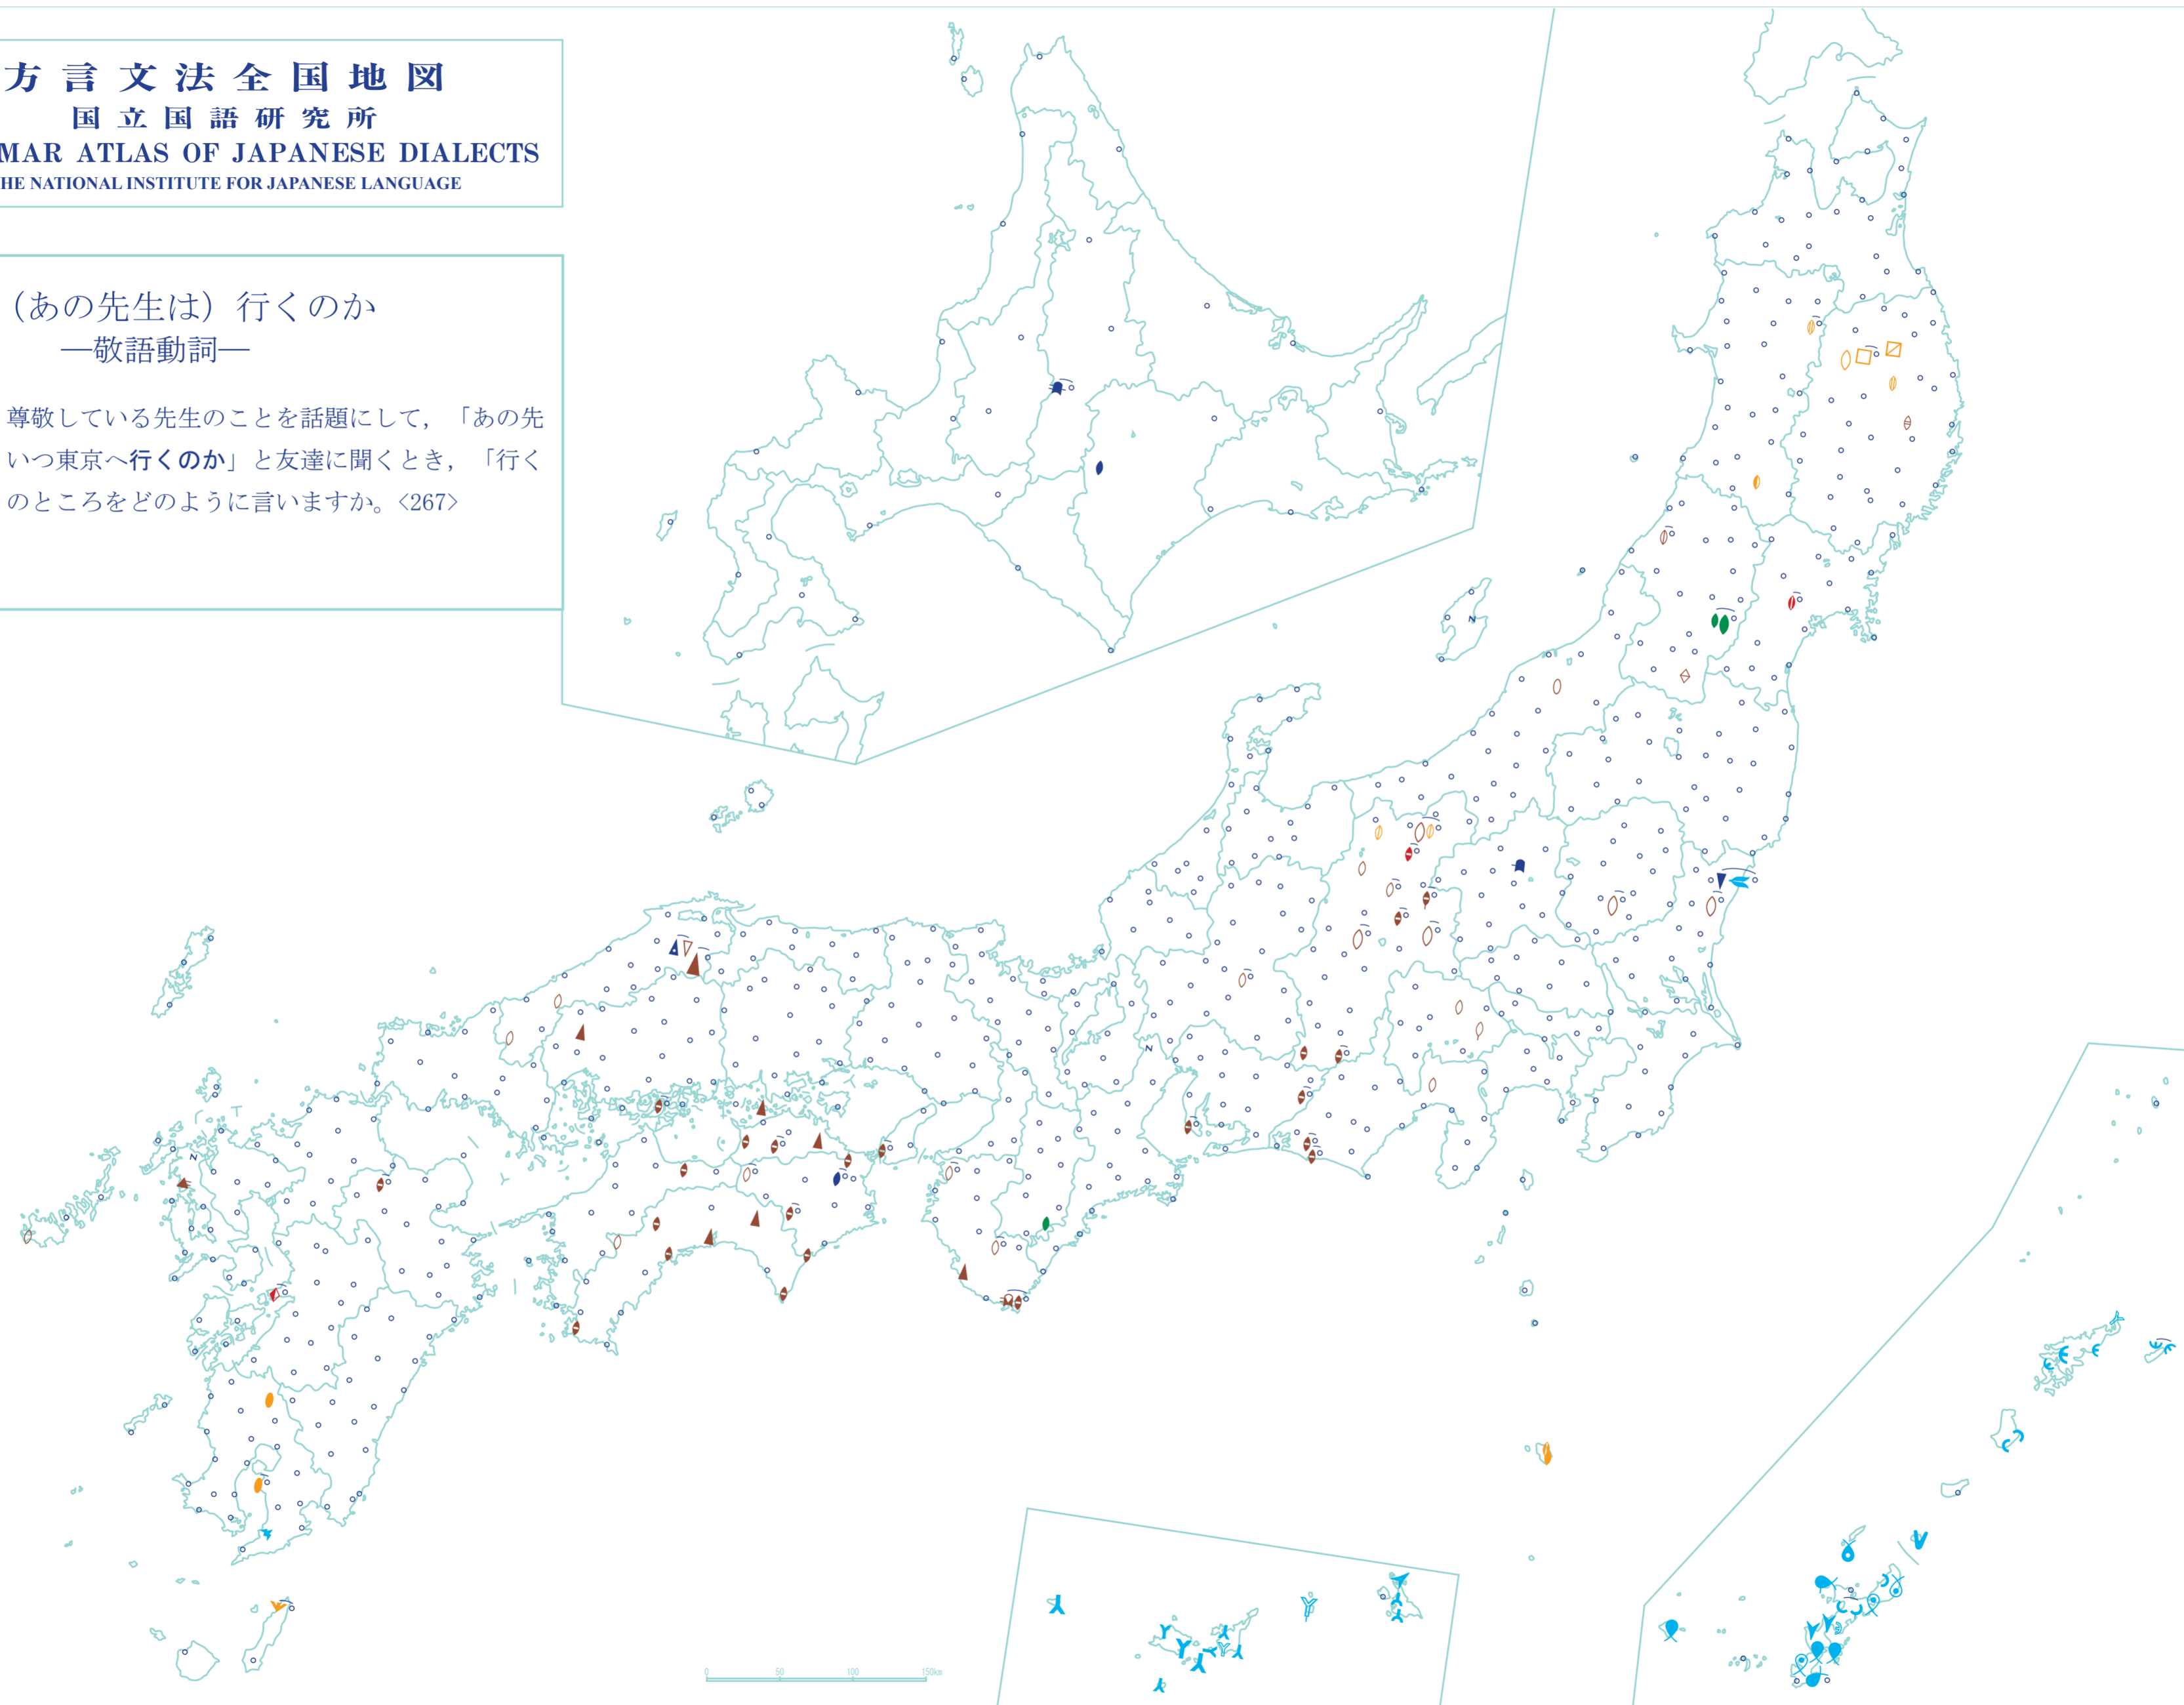 方言文法全国地図
国立国語研究所
MAR ATLAS OF JAPANESE DIALECTS
HE NATIONAL INSTITUTE FOR JAPANESE LANGUAGE
（あの先生は）行くのか
―敬語動詞―
尊敬している先生のことを話題にして，「あの先
いつ東京へ行くのか」と友達に聞くとき，「行く
のところをどのように言いますか。〈267〉
N
N
N
0 50 100 150km